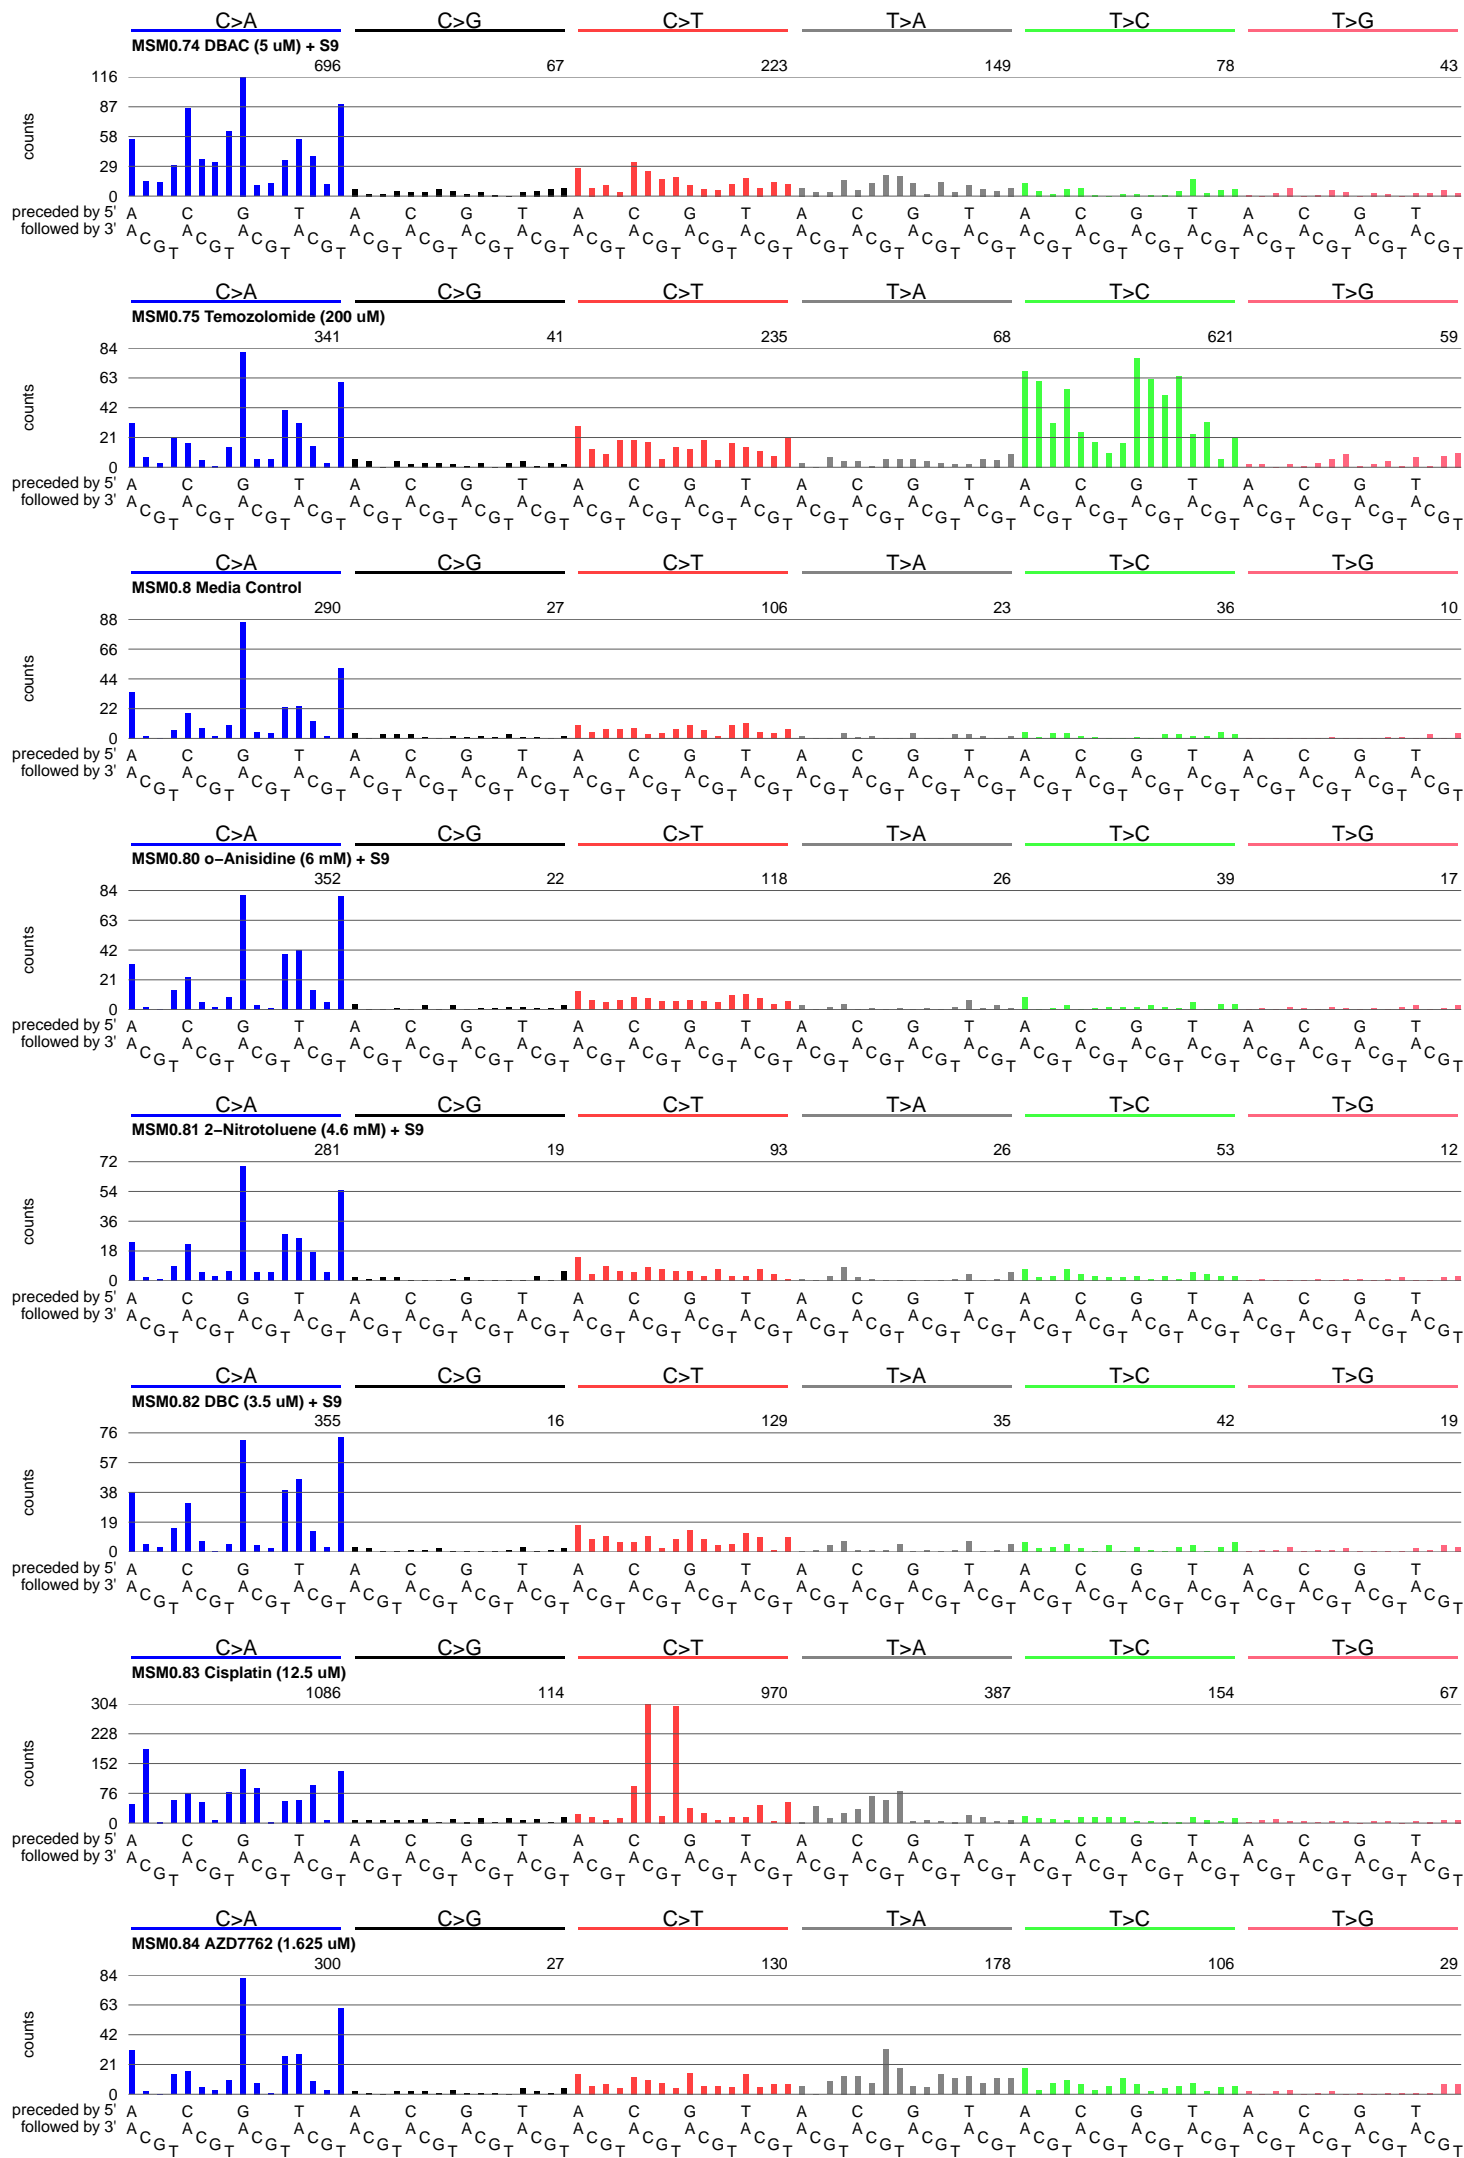 C>A C>G C>T T>A T>C T>G
MSM0.74 DBAC (5 uM) + S9
696 67 223 149 78 43
116
87
58
29
0
counts
preceded by 5' A C G T A C G T A C G T A C G T A C G T A C G T
followed by 3' A C G T A C G T A C G T A C G T A C G T A C G T A C G T A C G T A C G T A C G T A C G T A C G T A C G T A C G T A C G T A C G T A C G T A C G T A C G T A C G T A C G T A C G T A C G T A C G T
C>A C>G C>T T>A T>C T>G
MSM0.75 Temozolomide (200 uM)
341 41 235 68 621 59
84
63
42
21
0
counts
preceded by 5' A C G T A C G T A C G T A C G T A C G T A C G T
followed by 3' A C G T A C G T A C G T A C G T A C G T A C G T A C G T A C G T A C G T A C G T A C G T A C G T A C G T A C G T A C G T A C G T A C G T A C G T A C G T A C G T A C G T A C G T A C G T A C G T
C>A C>G C>T T>A T>C T>G
MSM0.8 Media Control
290 27 106 23 36 10
88
66
44
22
0
counts
preceded by 5' A C G T A C G T A C G T A C G T A C G T A C G T
followed by 3' A C G T A C G T A C G T A C G T A C G T A C G T A C G T A C G T A C G T A C G T A C G T A C G T A C G T A C G T A C G T A C G T A C G T A C G T A C G T A C G T A C G T A C G T A C G T A C G T
C>A C>G C>T T>A T>C T>G
MSM0.80 o−Anisidine (6 mM) + S9
352 22 118 26 39 17
84
63
42
21
0
counts
preceded by 5' A C G T A C G T A C G T A C G T A C G T A C G T
followed by 3' A C G T A C G T A C G T A C G T A C G T A C G T A C G T A C G T A C G T A C G T A C G T A C G T A C G T A C G T A C G T A C G T A C G T A C G T A C G T A C G T A C G T A C G T A C G T A C G T
C>A C>G C>T T>A T>C T>G
MSM0.81 2−Nitrotoluene (4.6 mM) + S9
281 19 93 26 53 12
72
54
36
18
0
counts
preceded by 5' A C G T A C G T A C G T A C G T A C G T A C G T
followed by 3' A C G T A C G T A C G T A C G T A C G T A C G T A C G T A C G T A C G T A C G T A C G T A C G T A C G T A C G T A C G T A C G T A C G T A C G T A C G T A C G T A C G T A C G T A C G T A C G T
C>A C>G C>T T>A T>C T>G
MSM0.82 DBC (3.5 uM) + S9
355 16 129 35 42 19
76
57
38
19
0
counts
preceded by 5' A C G T A C G T A C G T A C G T A C G T A C G T
followed by 3' A C G T A C G T A C G T A C G T A C G T A C G T A C G T A C G T A C G T A C G T A C G T A C G T A C G T A C G T A C G T A C G T A C G T A C G T A C G T A C G T A C G T A C G T A C G T A C G T
C>A C>G C>T T>A T>C T>G
MSM0.83 Cisplatin (12.5 uM)
1086 114 970 387 154 67
304
228
152
76
0
counts
preceded by 5' A C G T A C G T A C G T A C G T A C G T A C G T
followed by 3' A C G T A C G T A C G T A C G T A C G T A C G T A C G T A C G T A C G T A C G T A C G T A C G T A C G T A C G T A C G T A C G T A C G T A C G T A C G T A C G T A C G T A C G T A C G T A C G T
C>A C>G C>T T>A T>C T>G
MSM0.84 AZD7762 (1.625 uM)
300 27 130 178 106 29
84
63
42
21
0
counts
preceded by 5' A C G T A C G T A C G T A C G T A C G T A C G T
followed by 3' A C G T A C G T A C G T A C G T A C G T A C G T A C G T A C G T A C G T A C G T A C G T A C G T A C G T A C G T A C G T A C G T A C G T A C G T A C G T A C G T A C G T A C G T A C G T A C G T